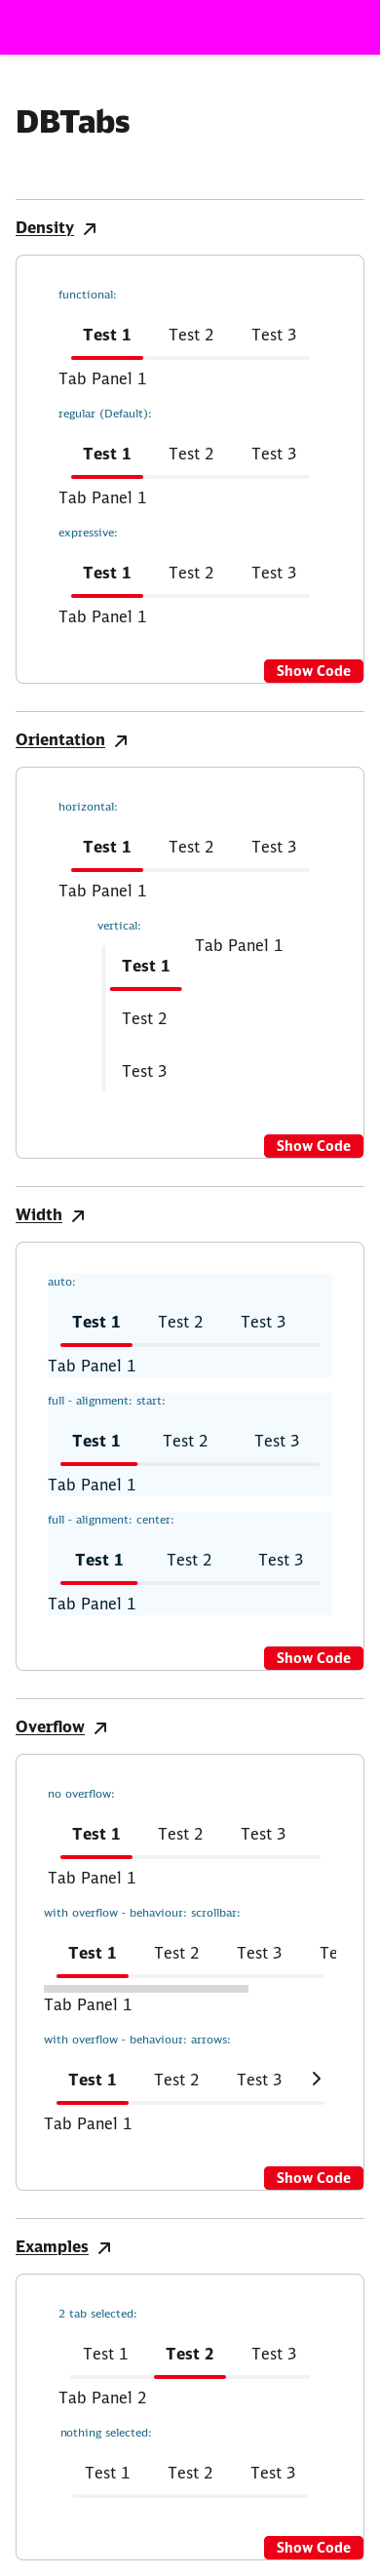 DBTabs
Density
functional:
Test 1 Test 2 Test 3
Tab Panel 1
regular (Default):
Test 1 Test 2 Test 3
Tab Panel 1
expressive:
Test 1 Test 2 Test 3
Tab Panel 1
Show Code
Orientation
horizontal:
Test 1 Test 2 Test 3
Tab Panel 1
vertical:
Tab Panel 1
Test 1
Test 2
Test 3
Show Code
Width
auto:
Test 1 Test 2 Test 3
Tab Panel 1
full - alignment: start:
Test 1 Test 2 Test 3
Tab Panel 1
full - alignment: center:
Test 1 Test 2 Test 3
Tab Panel 1
Show Code
Overflow
no overflow:
Test 1 Test 2 Test 3
Tab Panel 1
with overflow - behaviour: scrollbar:
Test 1 Test 2 Test 3 Te
Tab Panel 1
with overflow - behaviour: arrows:
Test 1 Test 2 Test 3
Tab Panel 1
Show Code
Examples
2 tab selected:
Test 1 Test 2 Test 3
Tab Panel 2
nothing selected:
Test 1 Test 2 Test 3
Show Code